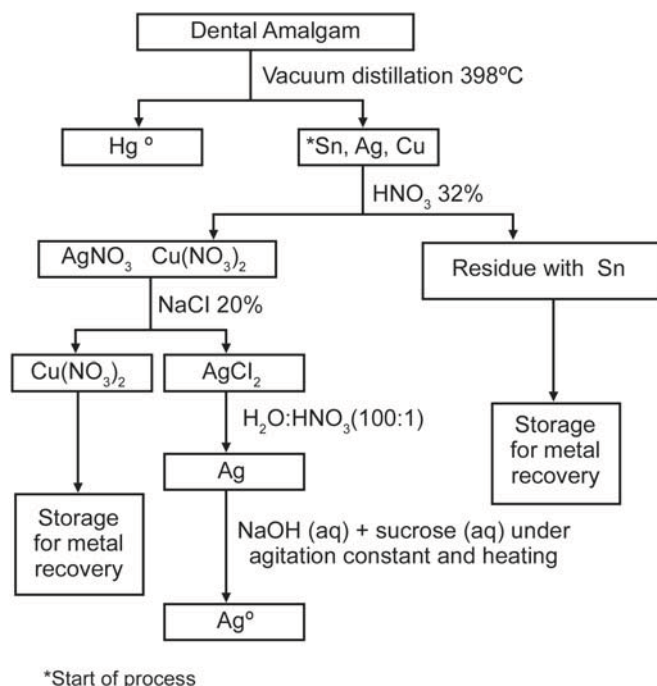 Dental Amalgam
Vacuum distillation 398ºC
Hg º
*Sn, Ag, Cu
HNO₃ 32%
AgNO₃ Cu(NO₃)₂
Residue with Sn
NaCl 20%
Cu(NO₃)₂
AgCl₂
H₂O:HNO₃(100:1)
Storage
for metal
recovery
Ag
Storage
for metal
recovery
NaOH (aq) + sucrose (aq) under
agitation constant and heating
Agº
*Start of process